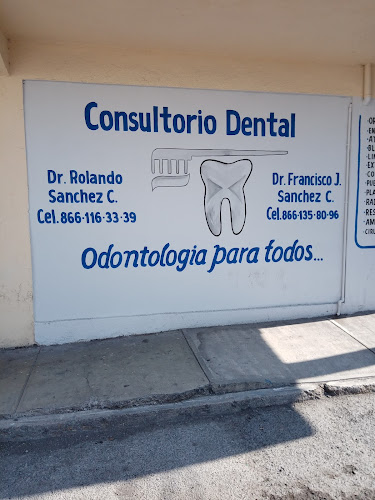 Consultorio Dental
Dr. Rolando
Sanchez C.
Cel. 866-116-33-39
Dr. Francisco J.
Sanchez C.
Cel. 866-135-80-96
Odontologia para todos...